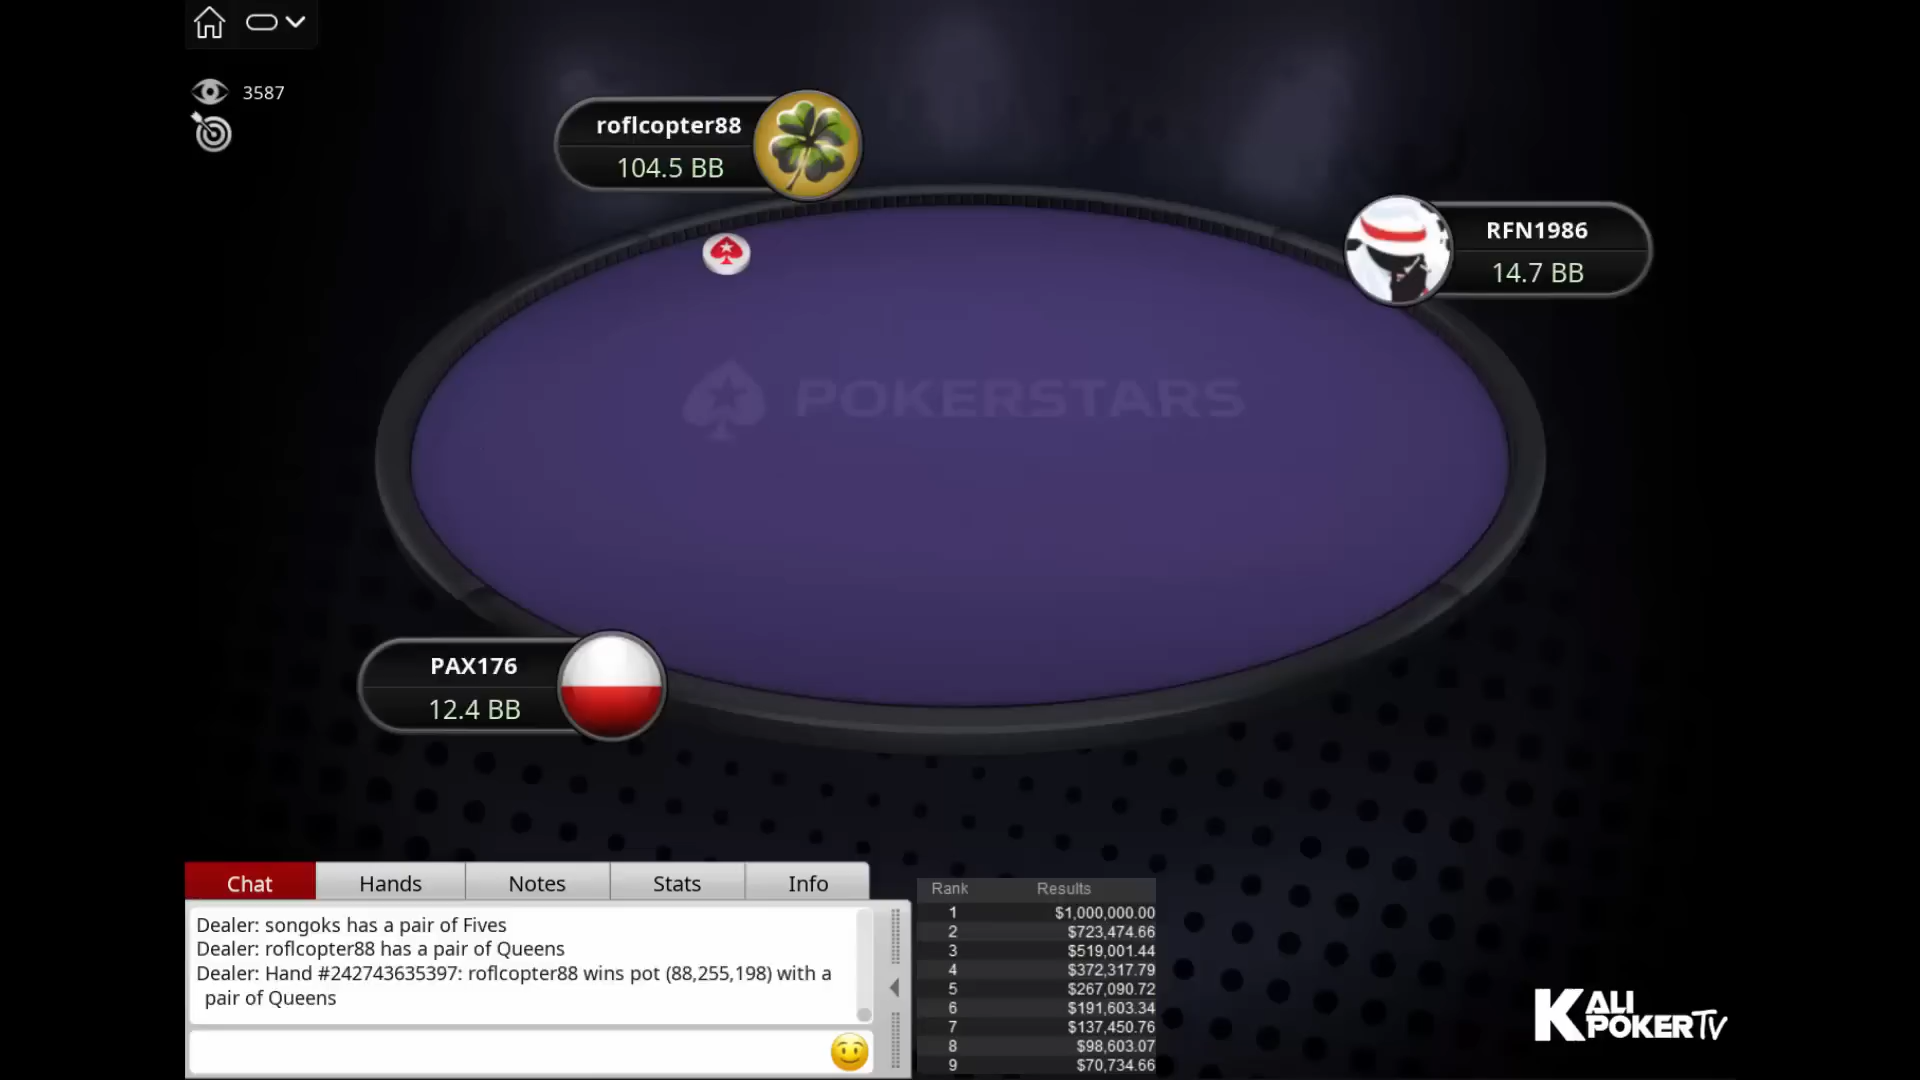 3587
roflcopter88
104.5 BB
RFN1986
14.7 BB
POKERSTARS
PAX176
12.4 BB
Chat Hands Notes Stats Info
Dealer: songoks has a pair of Fives
Dealer: roflcopter88 has a pair of Queens
Dealer: Hand #242743635397: roflcopter88 wins pot (88,255,198) with a
pair of Queens
Rank Results
1 $1,000,000.00
2 $723,474.66
3 $519,001.44
4 $372,317.79
5 $267,090.72
6 $191,603.34
7 $137,450.76
8 $98,603.07
9 $70,734.66
KALI
POKERTV